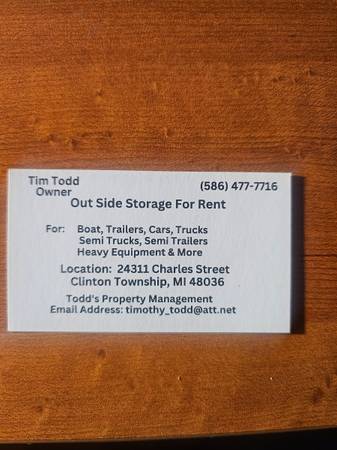 Tim Todd
Owner
(586) 477-7716
Out Side Storage For Rent
For: Boat, Trailers, Cars, Trucks
Semi Trucks, Semi Trailers
Heavy Equipment & More
Location: 24311 Charles Street
Clinton Township, MI 48036
Todd's Property Management
Email Address: timothy_todd@att.net